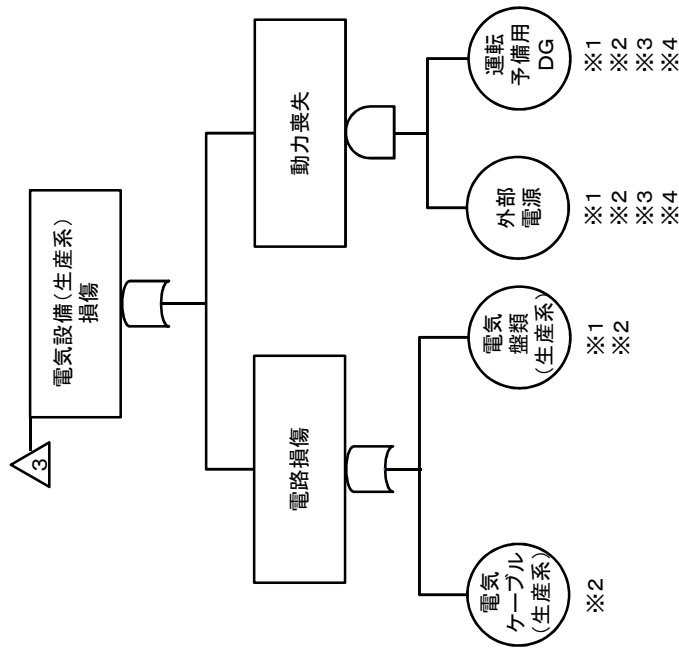 3
電気設備(生産系)
損傷
電路損傷
動力喪失
電気
ケーブル
(生産系)
電気
盤類
(生産系)
外部
電源
運転
予備用
DG
※2
※1
※2
※1
※2
※3
※4
※1
※2
※3
※4